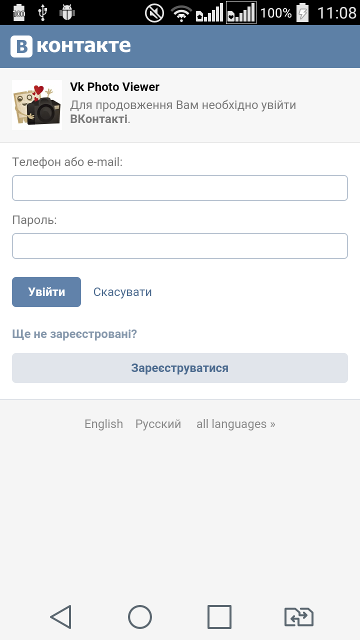 100%
11:08
В контакте
Vk Photo Viewer
Для продовження Вам необхідно увійти
ВКонтакті.
Телефон або e-mail:
Пароль:
Увійти Скасувати
Ще не зареєстровані?
Зареєструватися
English Русский all languages »